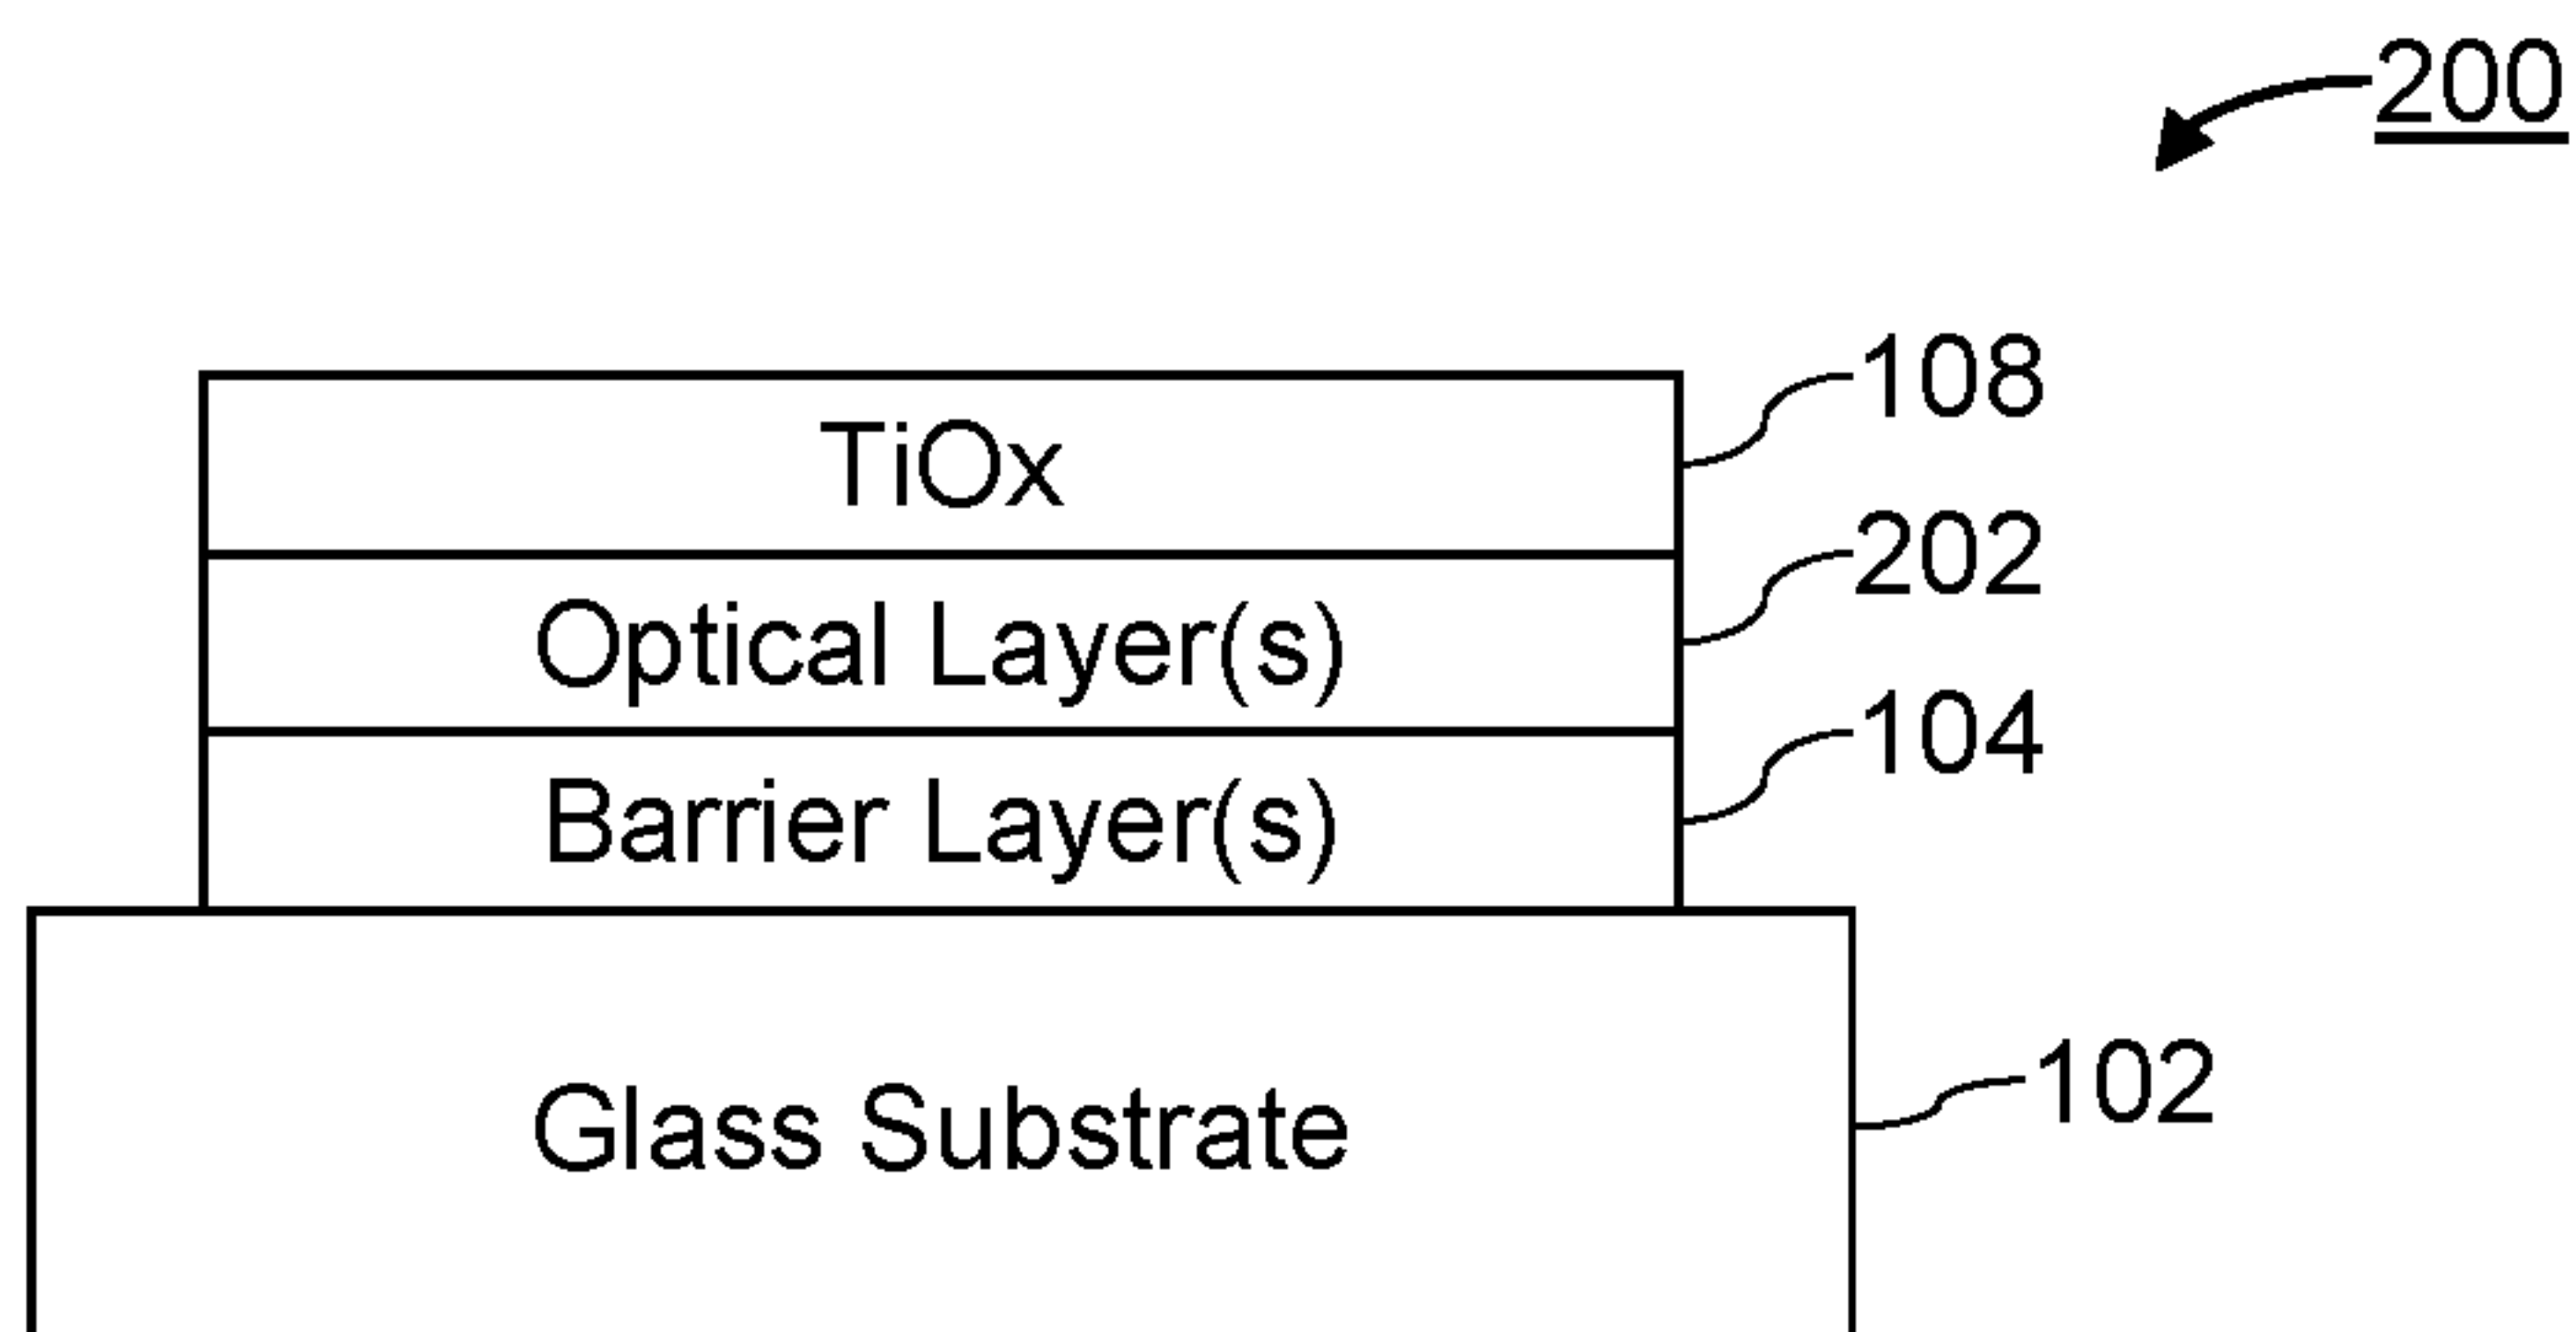 200
TiOx
108
Optical Layer(s)
202
Barrier Layer(s)
104
Glass Substrate
102